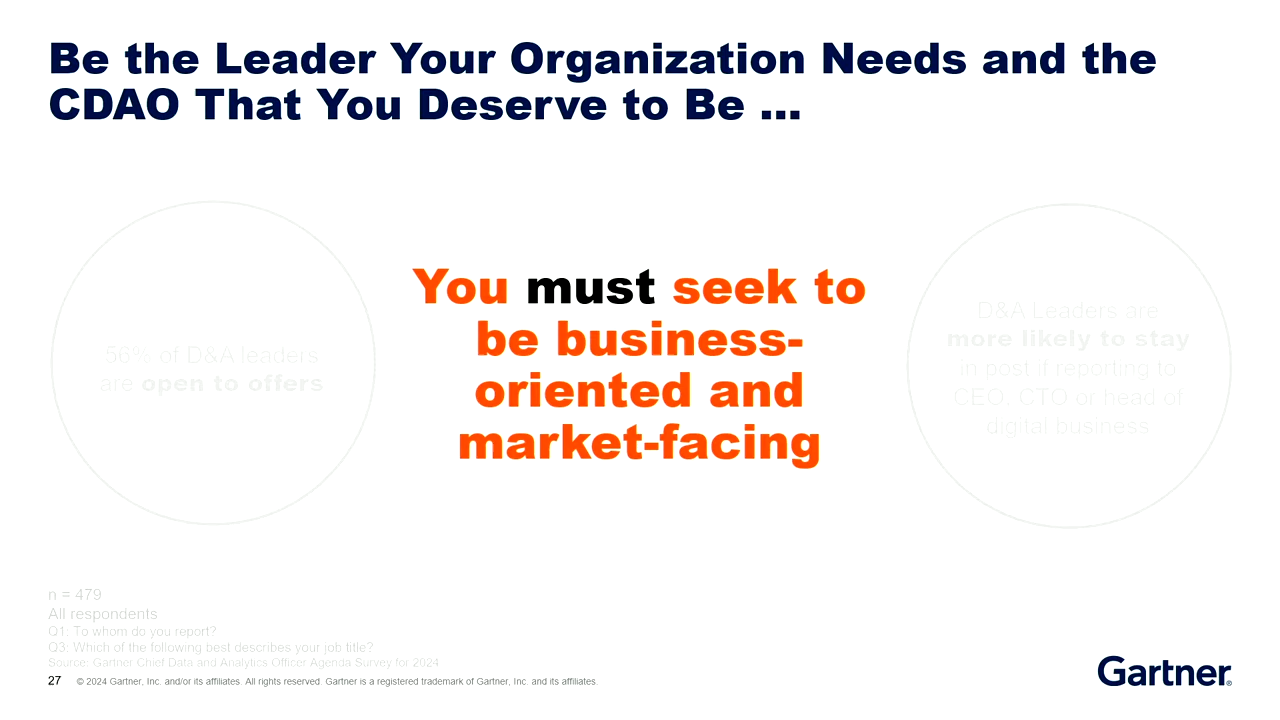 Be the Leader Your Organization Needs and the
CDAO That You Deserve to Be ...
56% of D&A leaders
are open to offers
You must seek to
be business-
oriented and
market-facing
D&A Leaders are
more likely to stay
in post if reporting to
CEO, CTO or head of
digital business
n = 479
All respondents
Q1: To whom do you report?
Q3: Which of the following best describes your job title?
Source: Gartner Chief Data and Analytics Officer Agenda Survey for 2024
27 © 2024 Gartner, Inc. and/or its affiliates. All rights reserved. Gartner is a registered trademark of Gartner, Inc. and its affiliates.
Gartner®